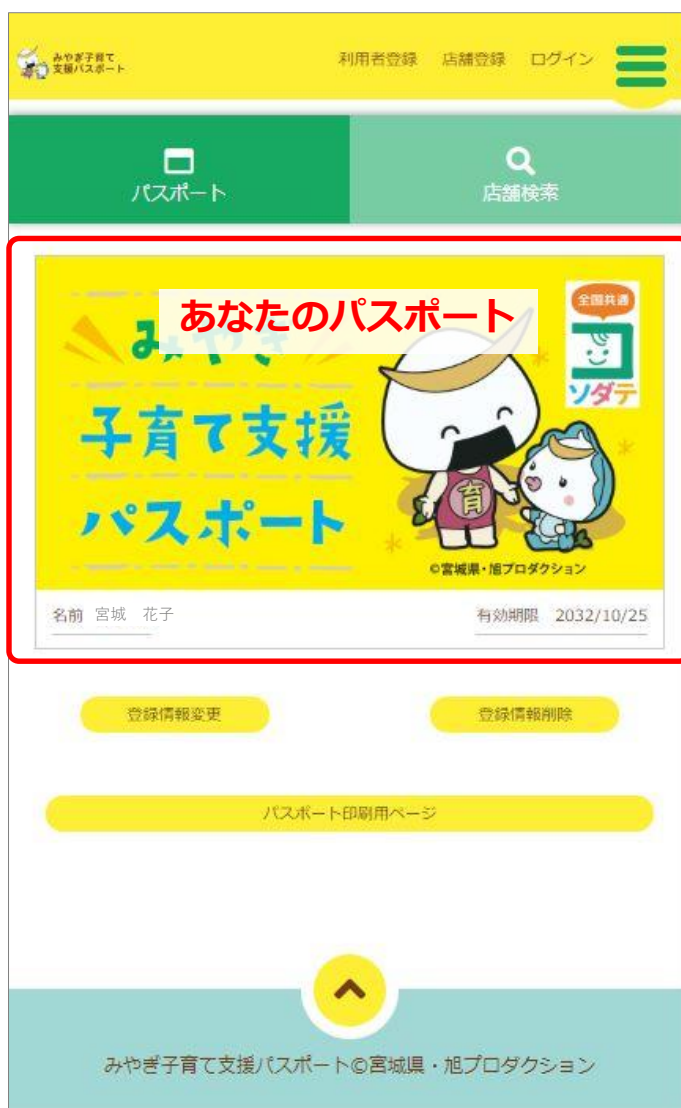 みやぎ子育て
支援パスポート
利用者登録 店舗登録 ログイン
パスポート
店舗検索
あなたのパスポート
全国共通
コ
ソダテ
みやぎ
子育て支援
パスポート
育
©宮城県・旭プロダクション
名前 宮城 花子
有効期限 2032/10/25
登録情報変更
登録情報削除
パスポート印刷用ページ
みやぎ子育て支援パスポート©宮城県・旭プロダクション